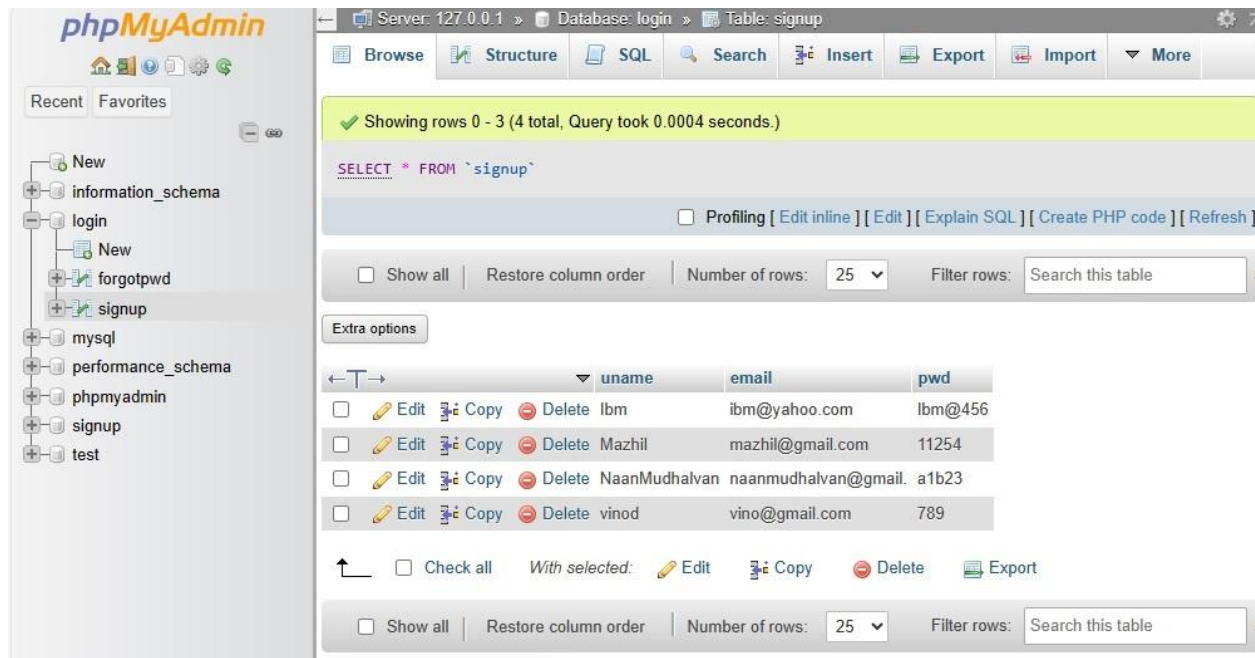 phpMyAdmin
Recent Favorites
New
information_schema
login
New
forgotpwd
signup
mysql
performance_schema
phpmyadmin
signup
test
Server: 127.0.0.1 » Database: login » Table: signup
Browse Structure SQL Search Insert Export Import More
Showing rows 0 - 3 (4 total, Query took 0.0004 seconds.)
SELECT * FROM `signup`
Profiling [ Edit inline ] [ Edit ] [ Explain SQL ] [ Create PHP code ] [ Refresh ]
Show all | Restore column order | Number of rows: 25 Filter rows: Search this table
Extra options
uname email pwd
Edit Copy Delete Ibm ibm@yahoo.com Ibm@456
Edit Copy Delete Mazhil mazhil@gmail.com 11254
Edit Copy Delete NaanMudhalvan naanmudhalvan@gmail. a1b23
Edit Copy Delete vinod vino@gmail.com 789
Check all With selected: Edit Copy Delete Export
Show all | Restore column order | Number of rows: 25 Filter rows: Search this table